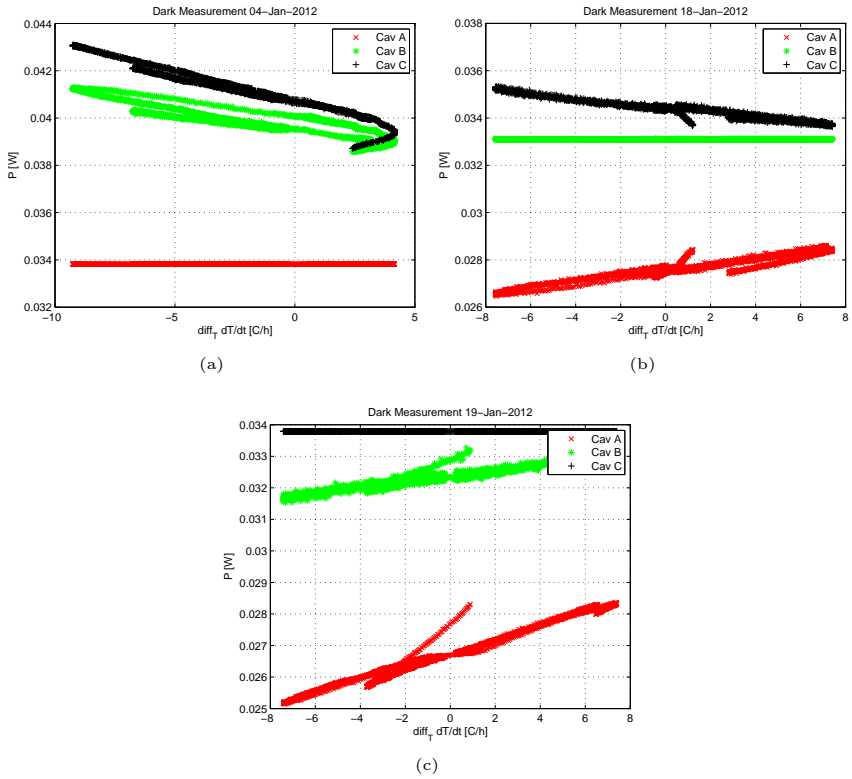 Dark Measurement 04−Jan−2012
0.044
0.042
0.04
0.038
0.036
0.034
0.032
P [W]
Cav A
Cav B
Cav C
−10
−5
0
5
diff_T dT/dt [C/h]
(a)
Dark Measurement 18−Jan−2012
0.038
0.036
0.034
0.032
0.03
0.028
0.026
P [W]
Cav A
Cav B
Cav C
−8
−6
−4
−2
0
2
4
6
8
diff_T dT/dt [C/h]
(b)
Dark Measurement 19−Jan−2012
0.034
0.033
0.032
0.031
0.03
0.029
0.028
0.027
0.026
0.025
P [W]
Cav A
Cav B
Cav C
−8
−6
−4
−2
0
2
4
6
8
diff_T dT/dt [C/h]
(c)